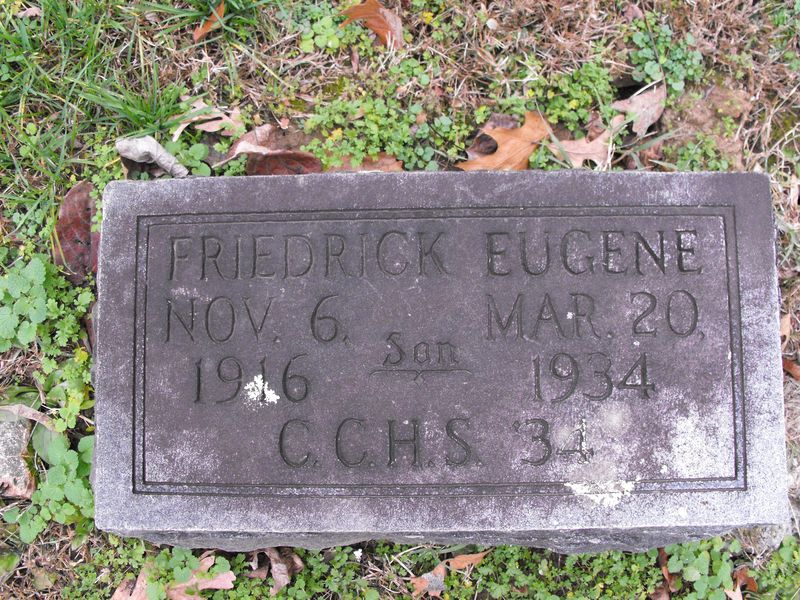 FRIEDRICK EUGENE
NOV. 6, MAR. 20,
Son
1916 1934
C.C.H.S. '34